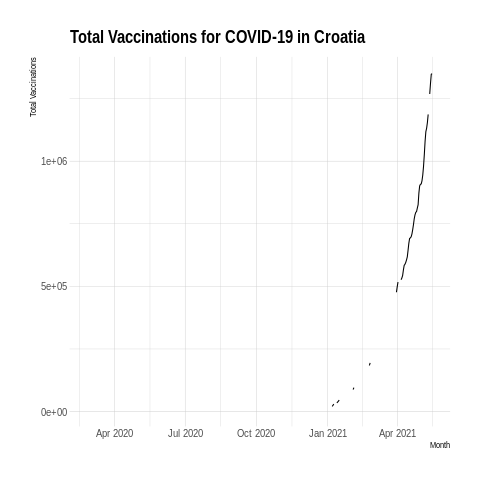 Total Vaccinations for COVID-19 in Croatia
Total Vaccinations
1e+06
5e+05
0e+00
Apr 2020 Jul 2020 Oct 2020 Jan 2021 Apr 2021
Month